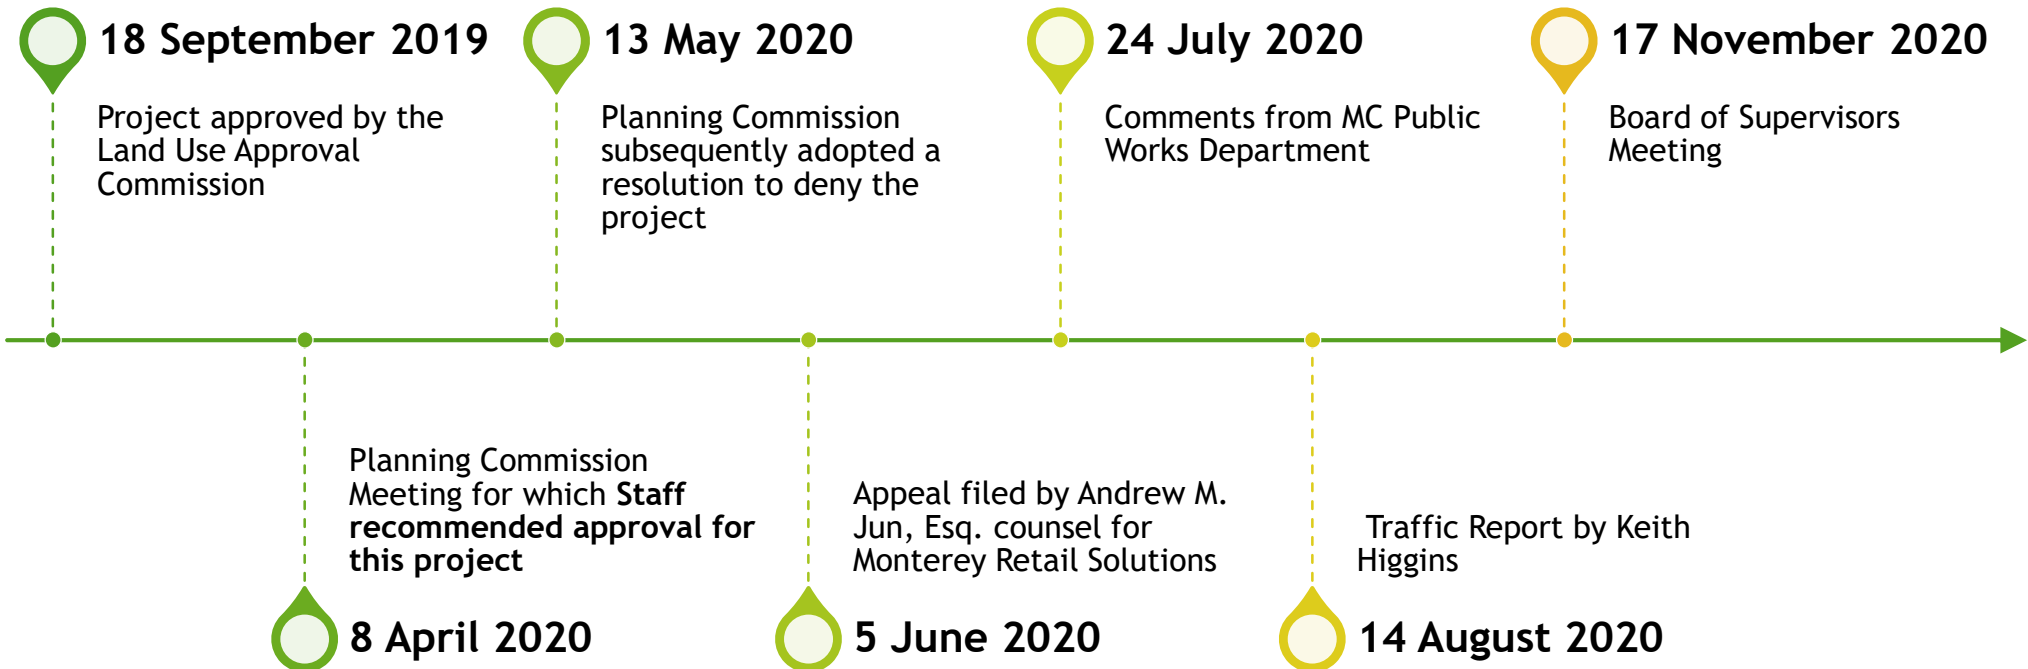 18 September 2019
Project approved by the
Land Use Approval
Commission
13 May 2020
Planning Commission
subsequently adopted a
resolution to deny the
project
24 July 2020
Comments from MC Public
Works Department
17 November 2020
Board of Supervisors
Meeting
Planning Commission
Meeting for which Staff
recommended approval for
this project
8 April 2020
Appeal filed by Andrew M.
Jun, Esq. counsel for
Monterey Retail Solutions
5 June 2020
Traffic Report by Keith
Higgins
14 August 2020